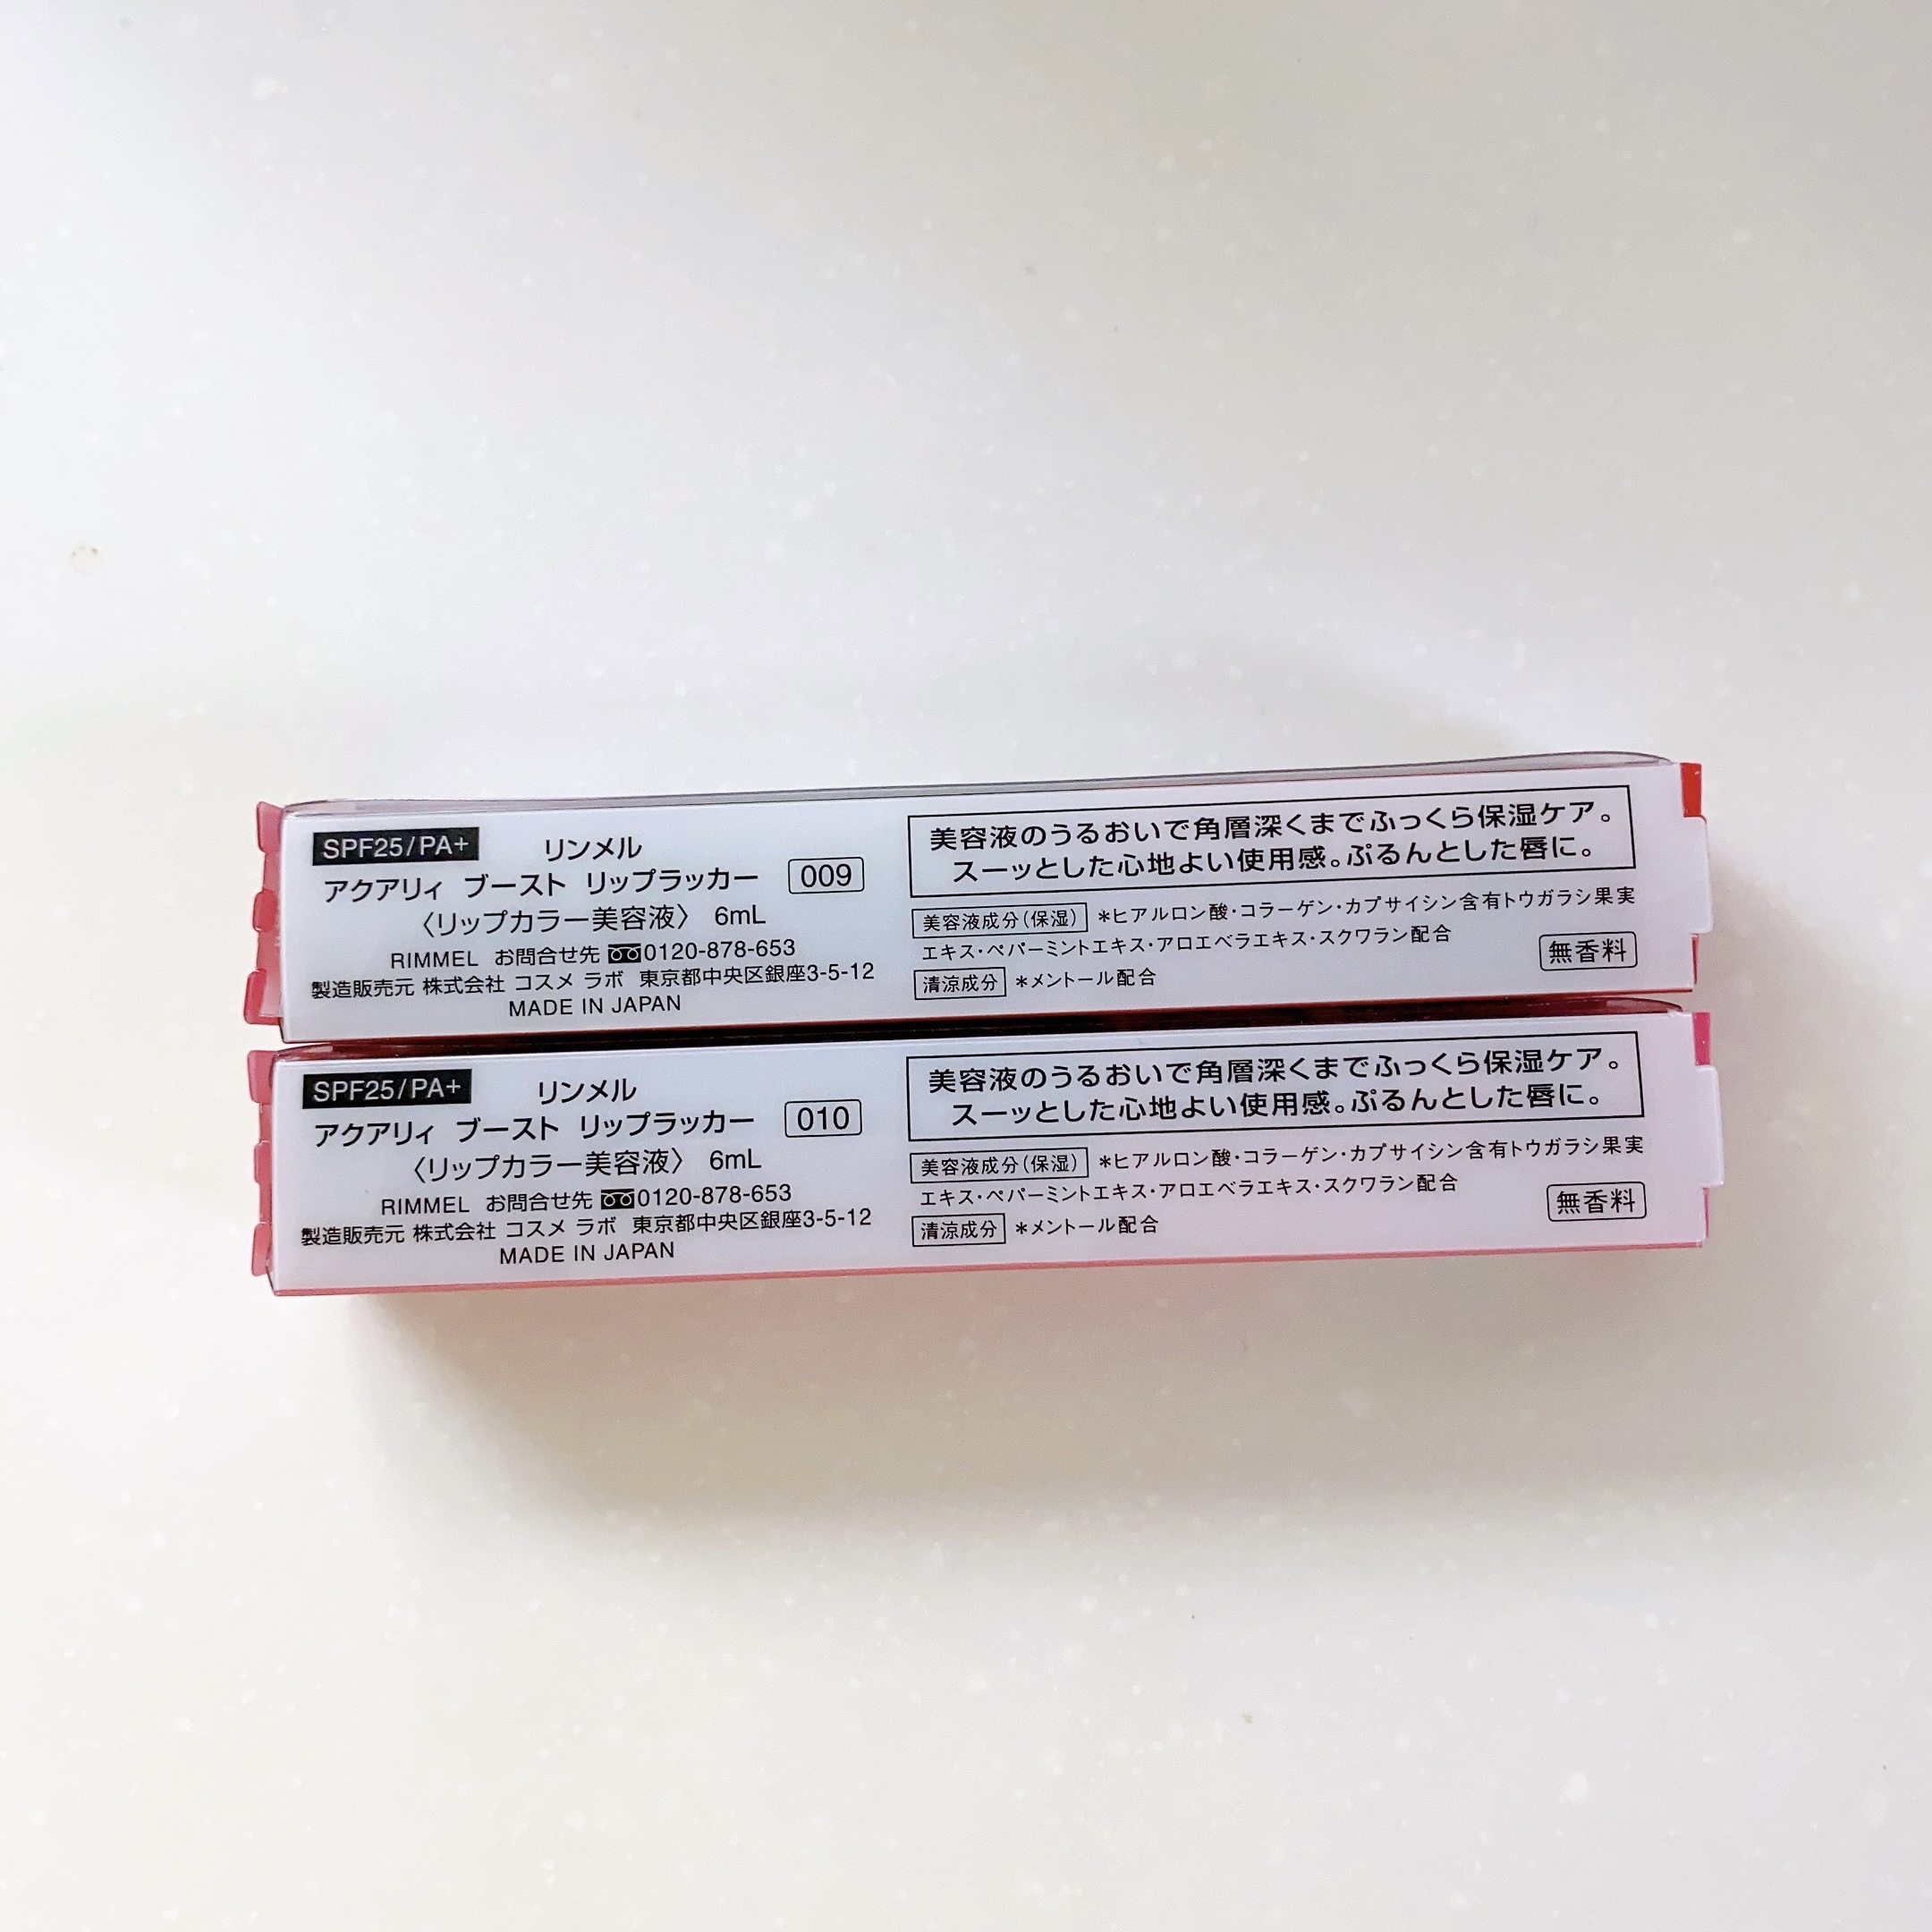 SPF25/PA+ リンメル
アクアリィ ブースト リップラッカー 009
〈リップカラー美容液〉 6mL
RIMMEL お問合せ先 0120-878-653
製造販売元 株式会社 コスメ ラボ 東京都中央区銀座3-5-12
MADE IN JAPAN
美容液のうるおいで角層深くまでふっくら保湿ケア。
スーッとした心地よい使用感。ぷるんとした唇に。
美容液成分(保湿) *ヒアルロン酸・コラーゲン・カプサイシン含有トウガラシ果実
エキス・ペパーミントエキス・アロエベラエキス・スクワラン配合
清涼成分 *メントール配合
無香料
SPF25/PA+ リンメル
アクアリィ ブースト リップラッカー 010
〈リップカラー美容液〉 6mL
RIMMEL お問合せ先 0120-878-653
製造販売元 株式会社 コスメ ラボ 東京都中央区銀座3-5-12
MADE IN JAPAN
美容液のうるおいで角層深くまでふっくら保湿ケア。
スーッとした心地よい使用感。ぷるんとした唇に。
美容液成分(保湿) *ヒアルロン酸・コラーゲン・カプサイシン含有トウガラシ果実
エキス・ペパーミントエキス・アロエベラエキス・スクワラン配合
清涼成分 *メントール配合
無香料